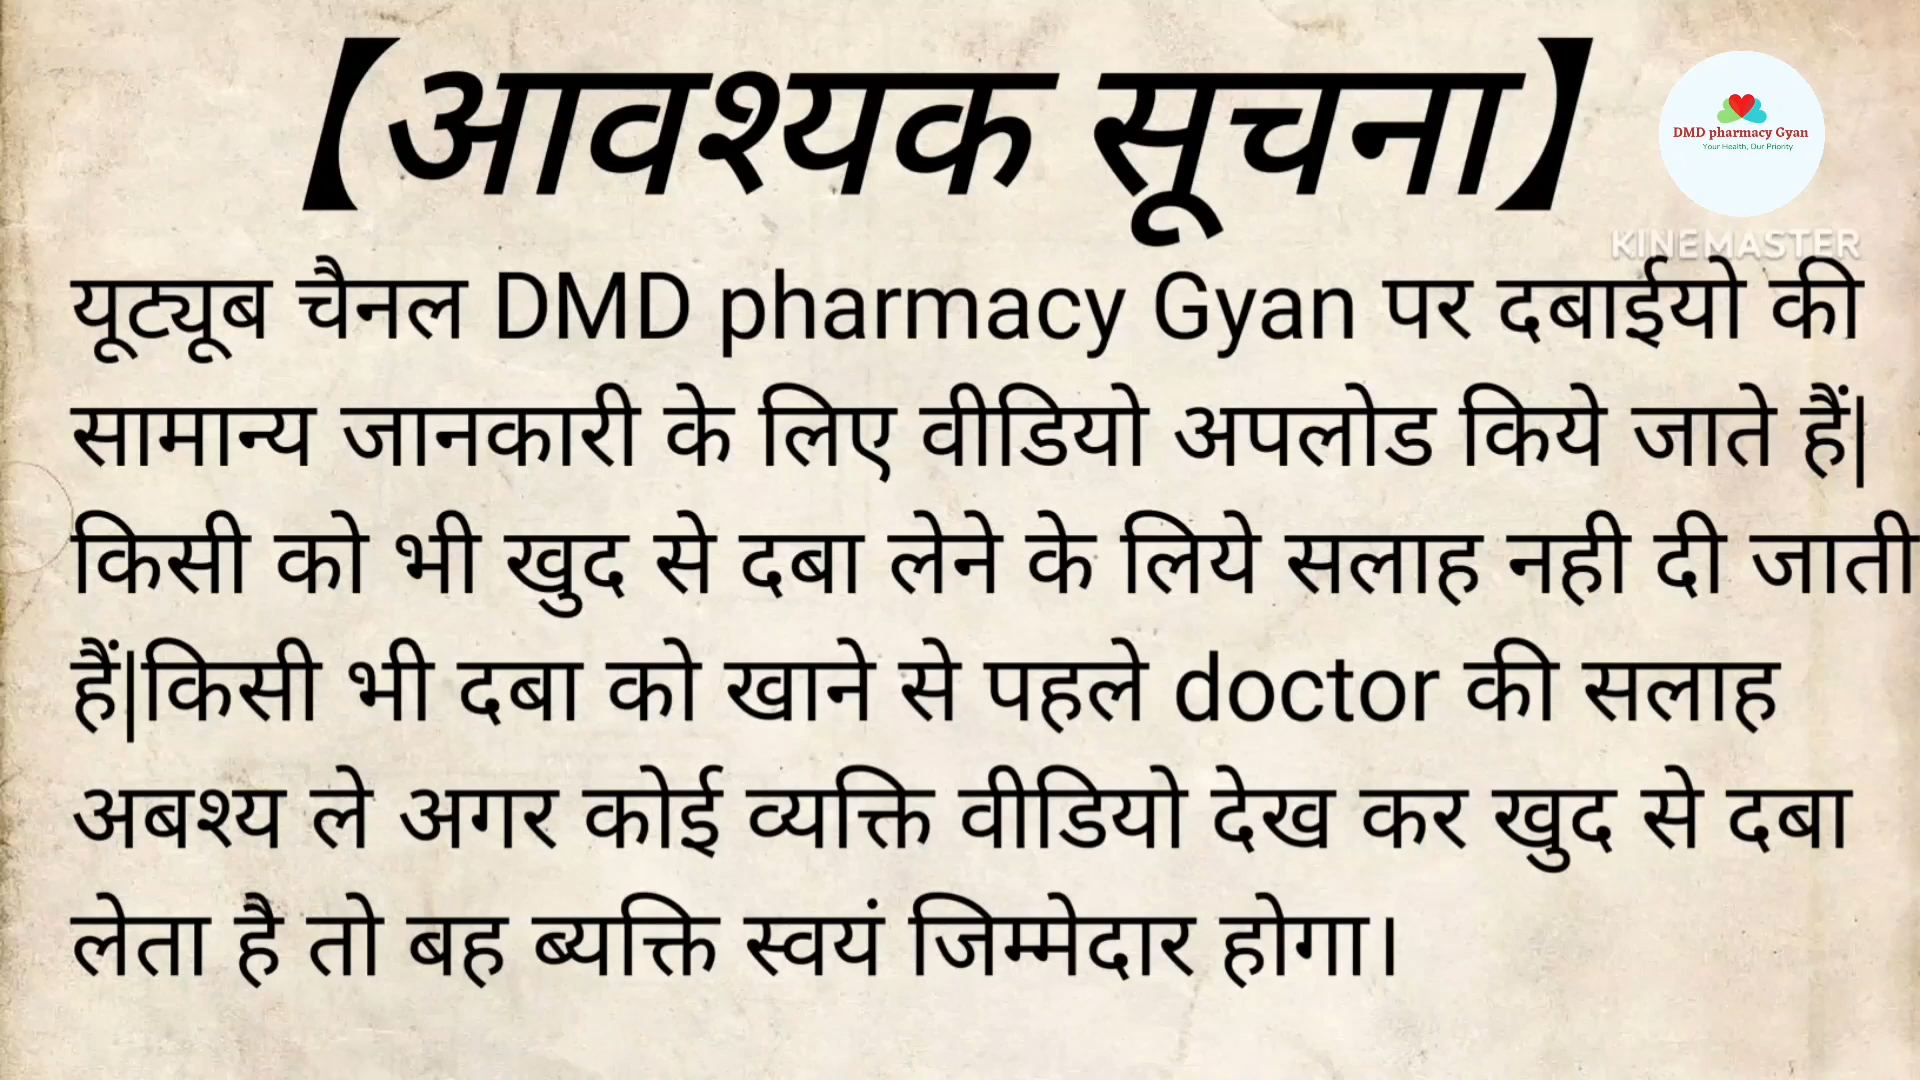 【आवश्यक सूचना】
DMD pharmacy Gyan
Your Health, Our Priority
KINEMASTER
यूट्यूब चैनल DMD pharmacy Gyan पर दबाईयो की
सामान्य जानकारी के लिए वीडियो अपलोड किये जाते हैं|
किसी को भी खुद से दबा लेने के लिये सलाह नही दी जाती
हैं|किसी भी दबा को खाने से पहले doctor की सलाह
अबश्य ले अगर कोई व्यक्ति वीडियो देख कर खुद से दबा
लेता है तो बह ब्यक्ति स्वयं जिम्मेदार होगा।